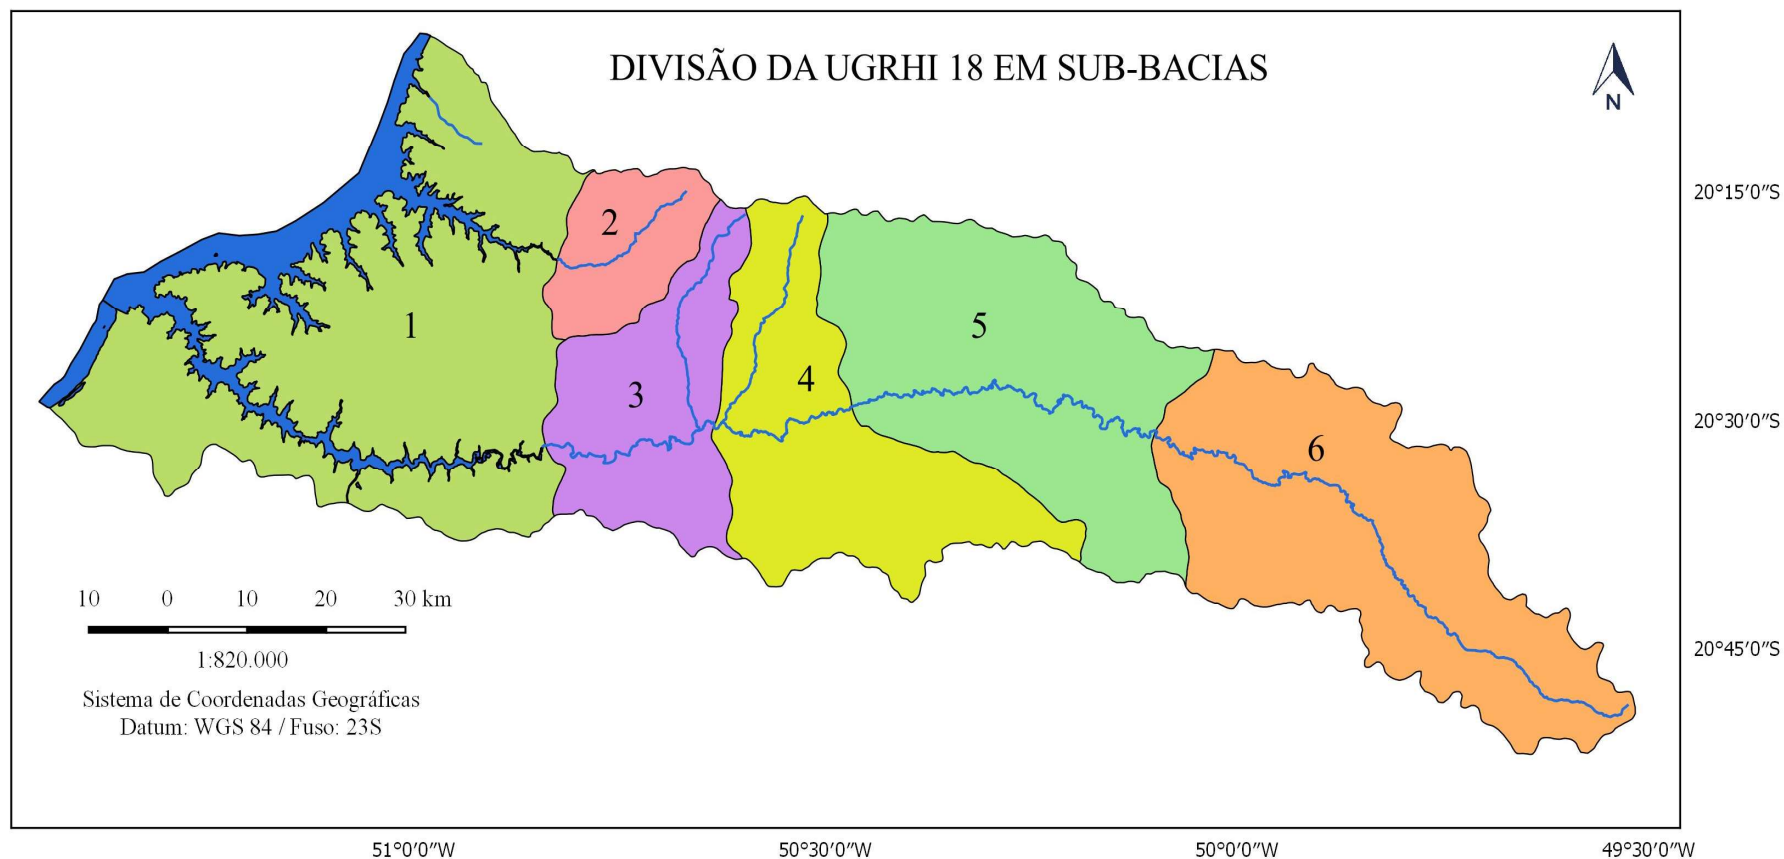 DIVISÃO DA UGRHI 18 EM SUB-BACIAS
N
20°15′0″S
2
1
5
3
4
20°30′0″S
6
10 0 10 20 30 km
1:820.000
20°45′0″S
Sistema de Coordenadas Geográficas
Datum: WGS 84 / Fuso: 23S
51°0′0″W 50°30′0″W 50°0′0″W 49°30′0″W